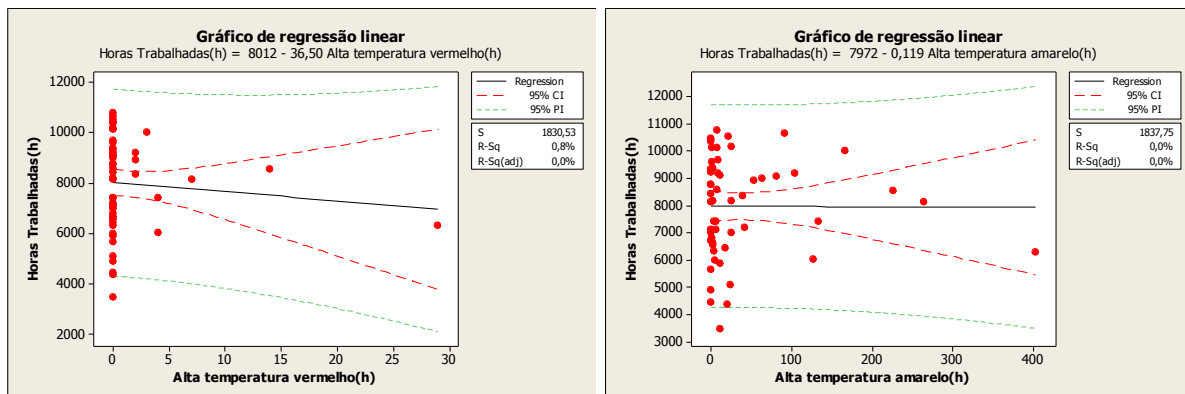 Gráfico de regressão linear
Horas Trabalhadas(h) = 8012 - 36,50 Alta temperatura vermelho(h)
Horas Trabalhadas(h)
12000
10000
8000
6000
4000
2000
0
5
10
15
20
25
30
Alta temperatura vermelho(h)
Regression
95% CI
95% PI
S 1830,53
R-Sq 0,8%
R-Sq(adj) 0,0%
Gráfico de regressão linear
Horas Trabalhadas(h) = 7972 - 0,119 Alta temperatura amarelo(h)
Horas Trabalhadas(h)
12000
11000
10000
9000
8000
7000
6000
5000
4000
3000
0
100
200
300
400
Alta temperatura amarelo(h)
Regression
95% CI
95% PI
S 1837,75
R-Sq 0,0%
R-Sq(adj) 0,0%